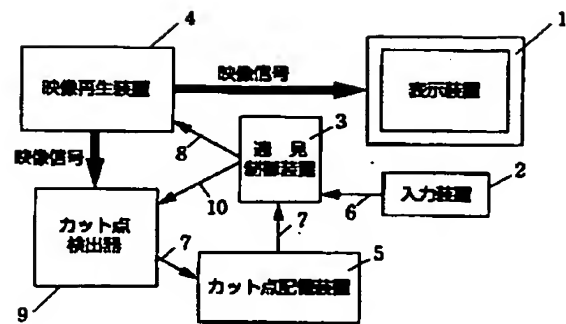 4
1
映像再生装置
映像信号
表示装置
3
速見
制御装置
8
2
映像信号
入力装置
10
6
カット点
検出器
7
7
5
カット点記憶装置
9